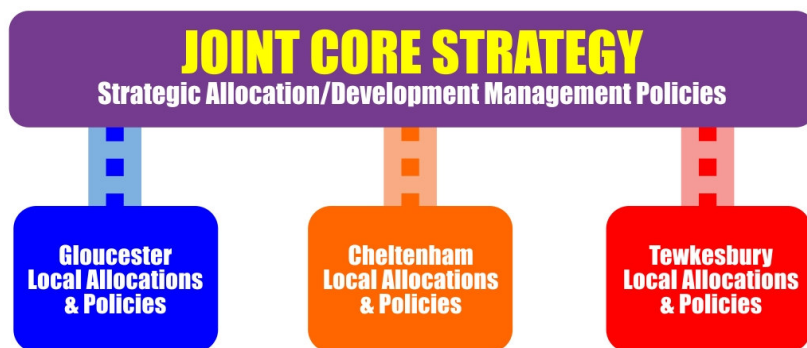 JOINT CORE STRATEGY
Strategic Allocation/Development Management Policies
Gloucester
Local Allocations
& Policies
Cheltenham
Local Allocations
& Policies
Tewkesbury
Local Allocations
& Policies